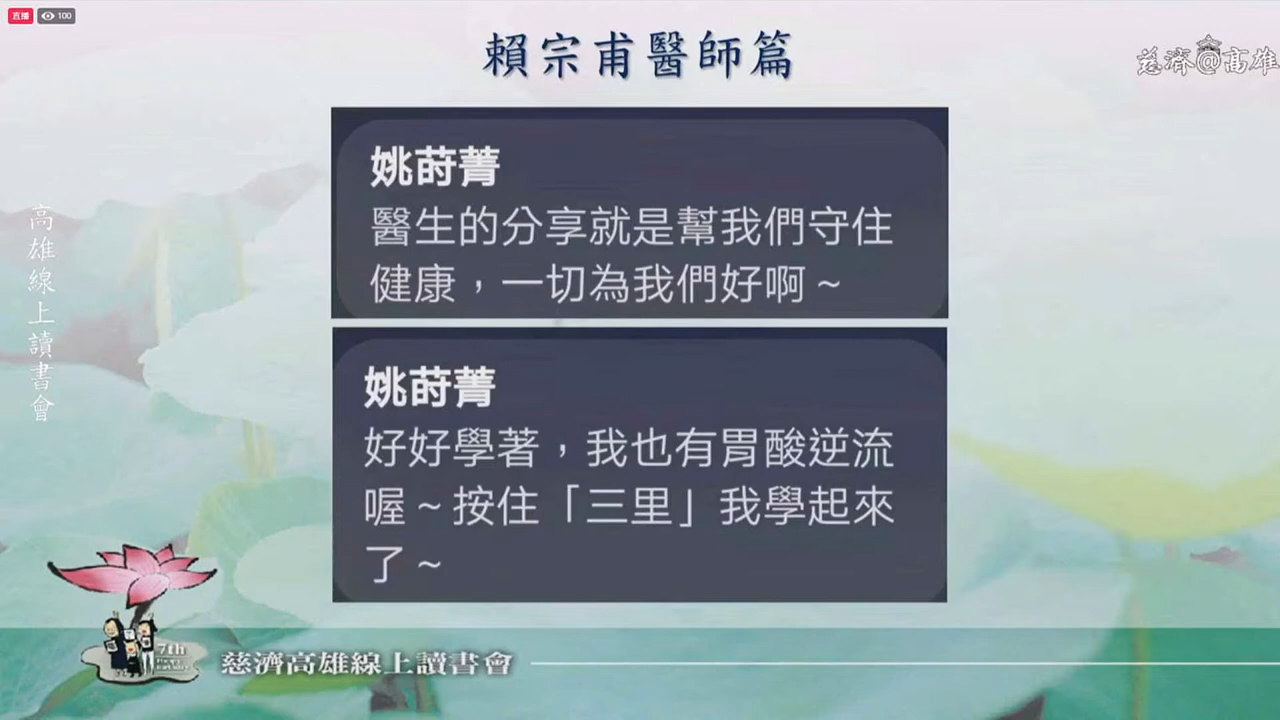 直播 100
賴宗甫醫師篇
慈濟@高雄
姚莳菁
醫生的分享就是幫我們守住
健康，一切為我們好啊~
高雄線上讀書會
姚莳菁
好好學著，我也有胃酸逆流
喔~按住「三里」我學起來
了~
7th
慈濟高雄線上讀書會